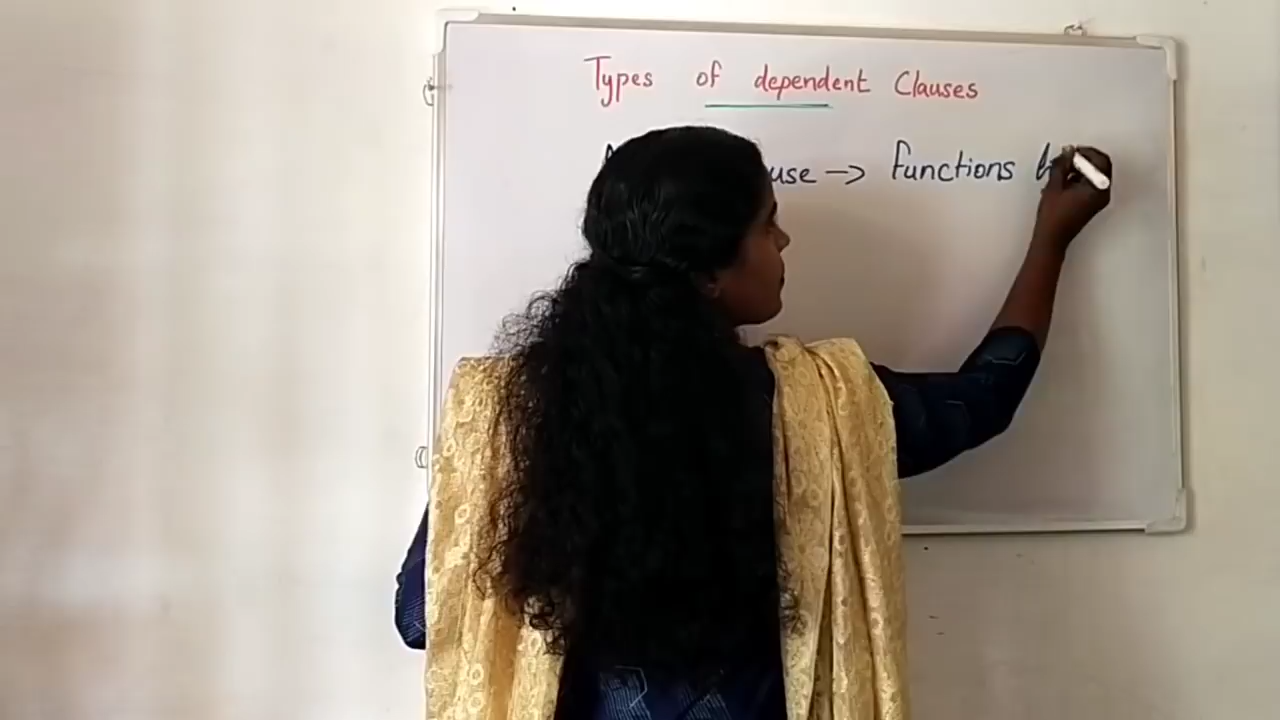 Types of dependent Clauses
use → functions